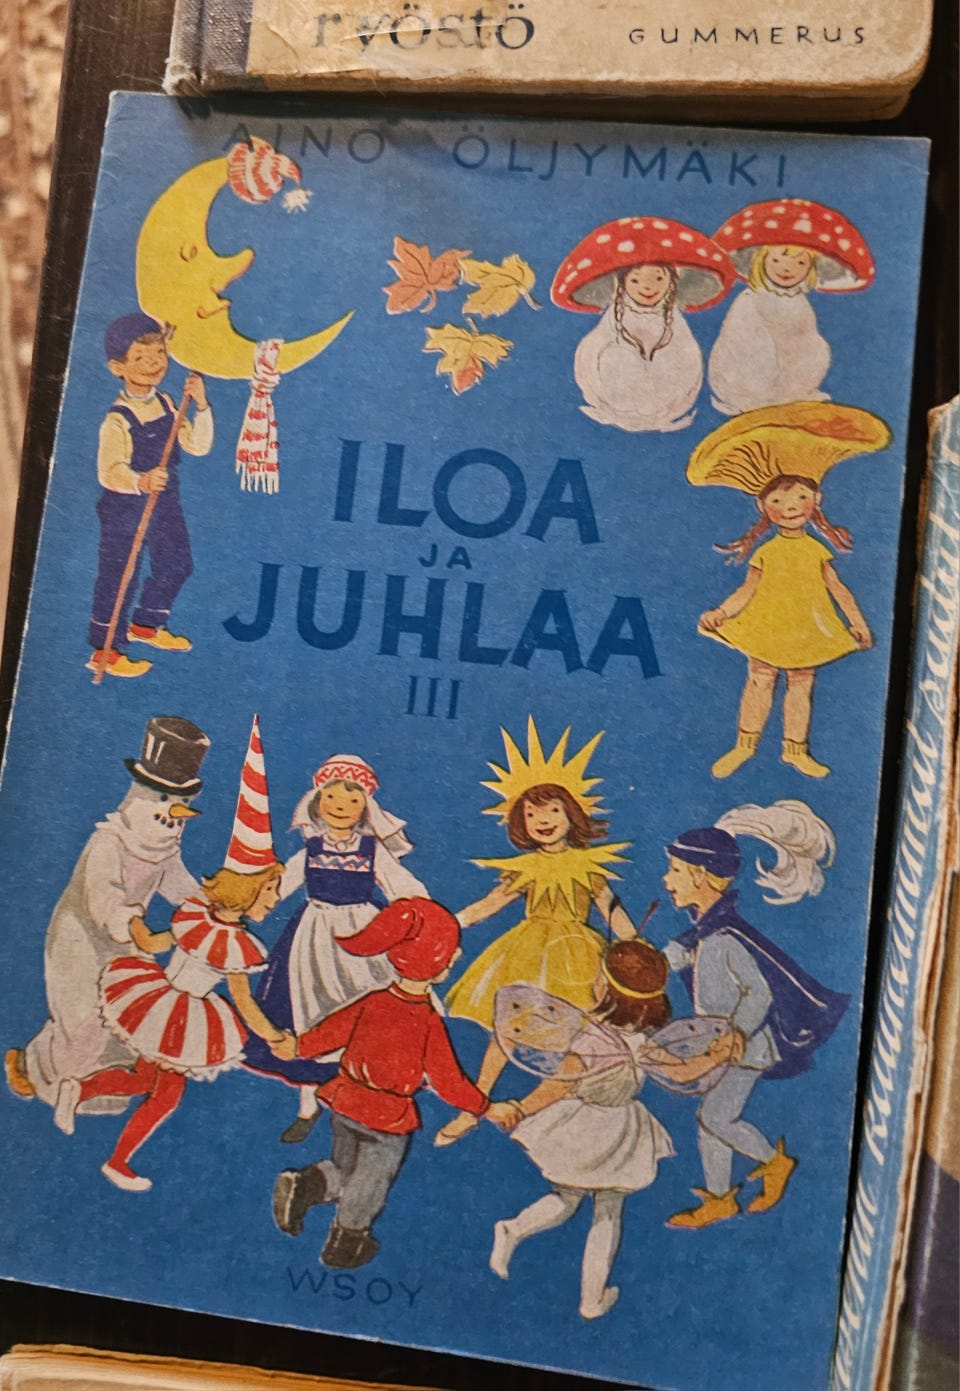 ryöstö
GUMMERUS
AINO ÖLJYMÄKI
ILOA
JA
JUHLAA
III
WSOY